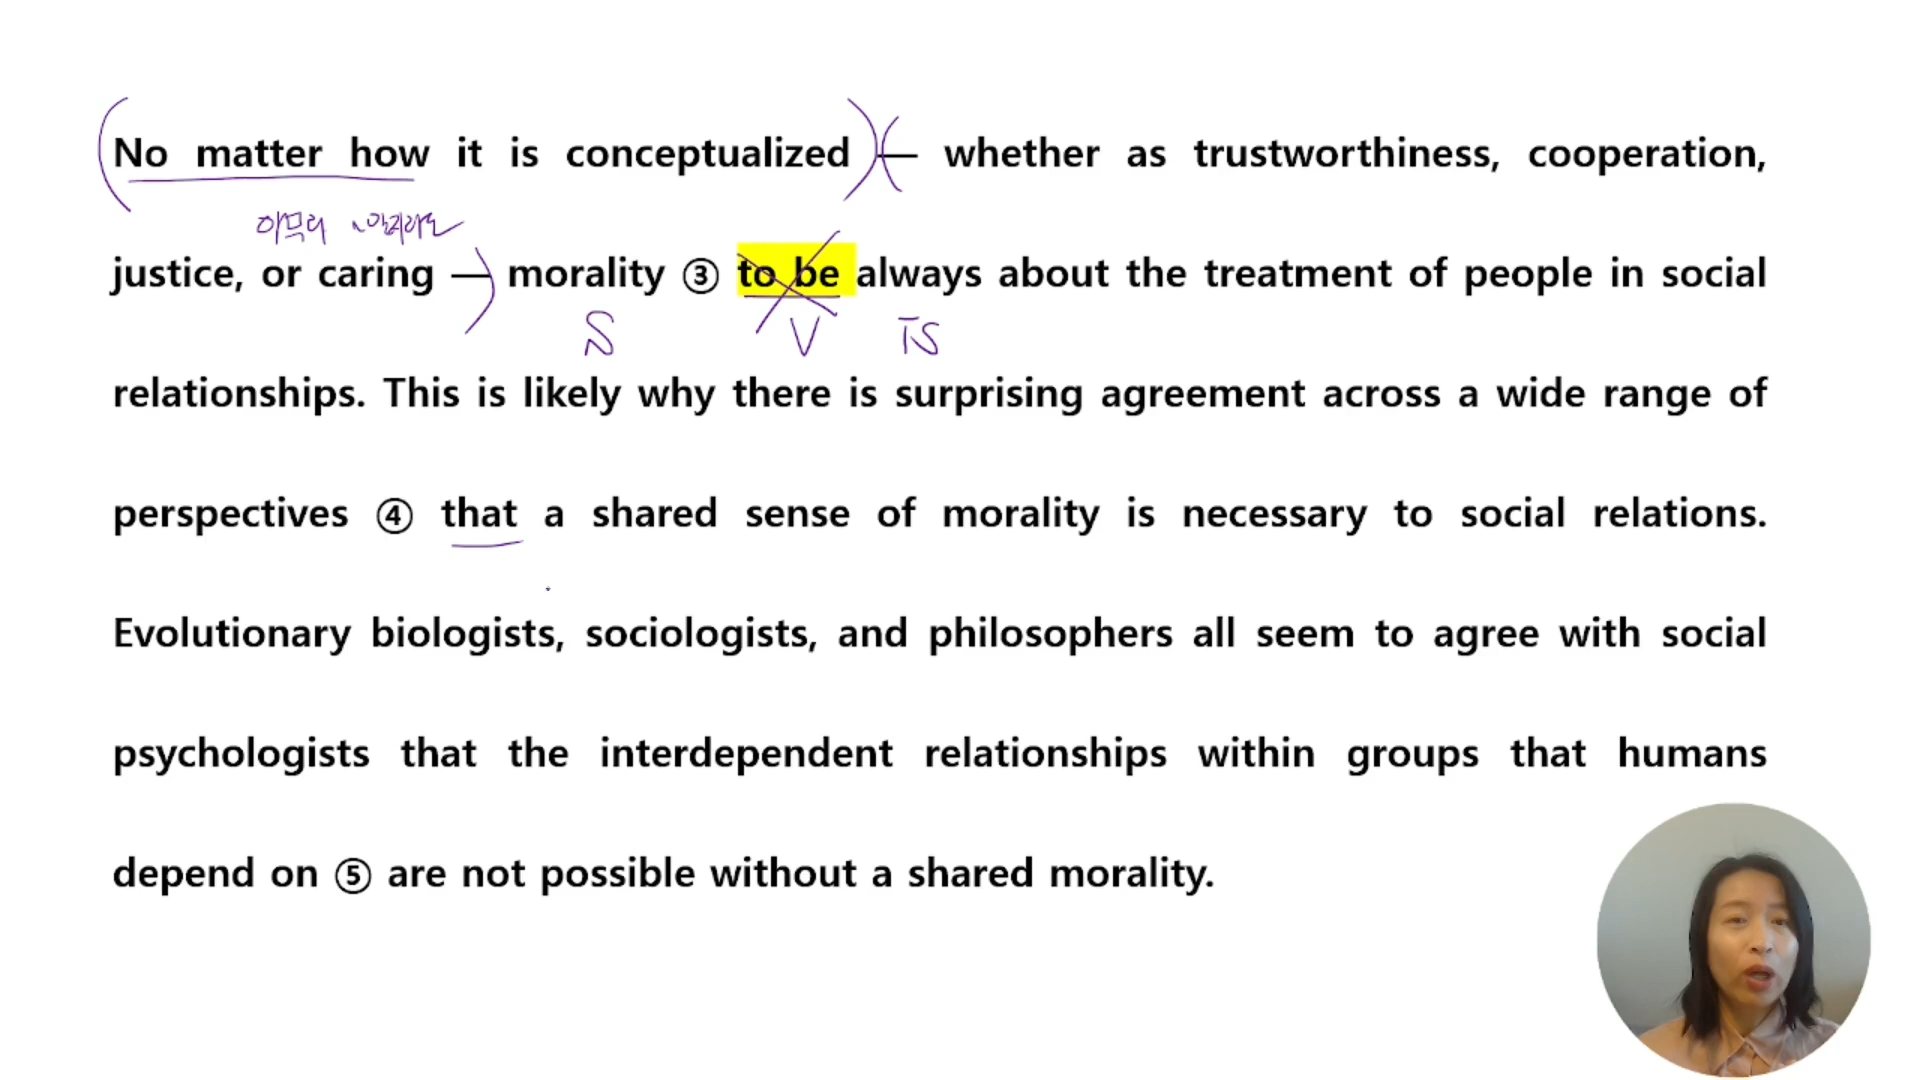 No matter how it is conceptualized — whether as trustworthiness, cooperation,
아무리 ~일지라도
justice, or caring — morality ③ to be always about the treatment of people in social
S V is
relationships. This is likely why there is surprising agreement across a wide range of
perspectives ④ that a shared sense of morality is necessary to social relations.
Evolutionary biologists, sociologists, and philosophers all seem to agree with social
psychologists that the interdependent relationships within groups that humans
depend on ⑤ are not possible without a shared morality.